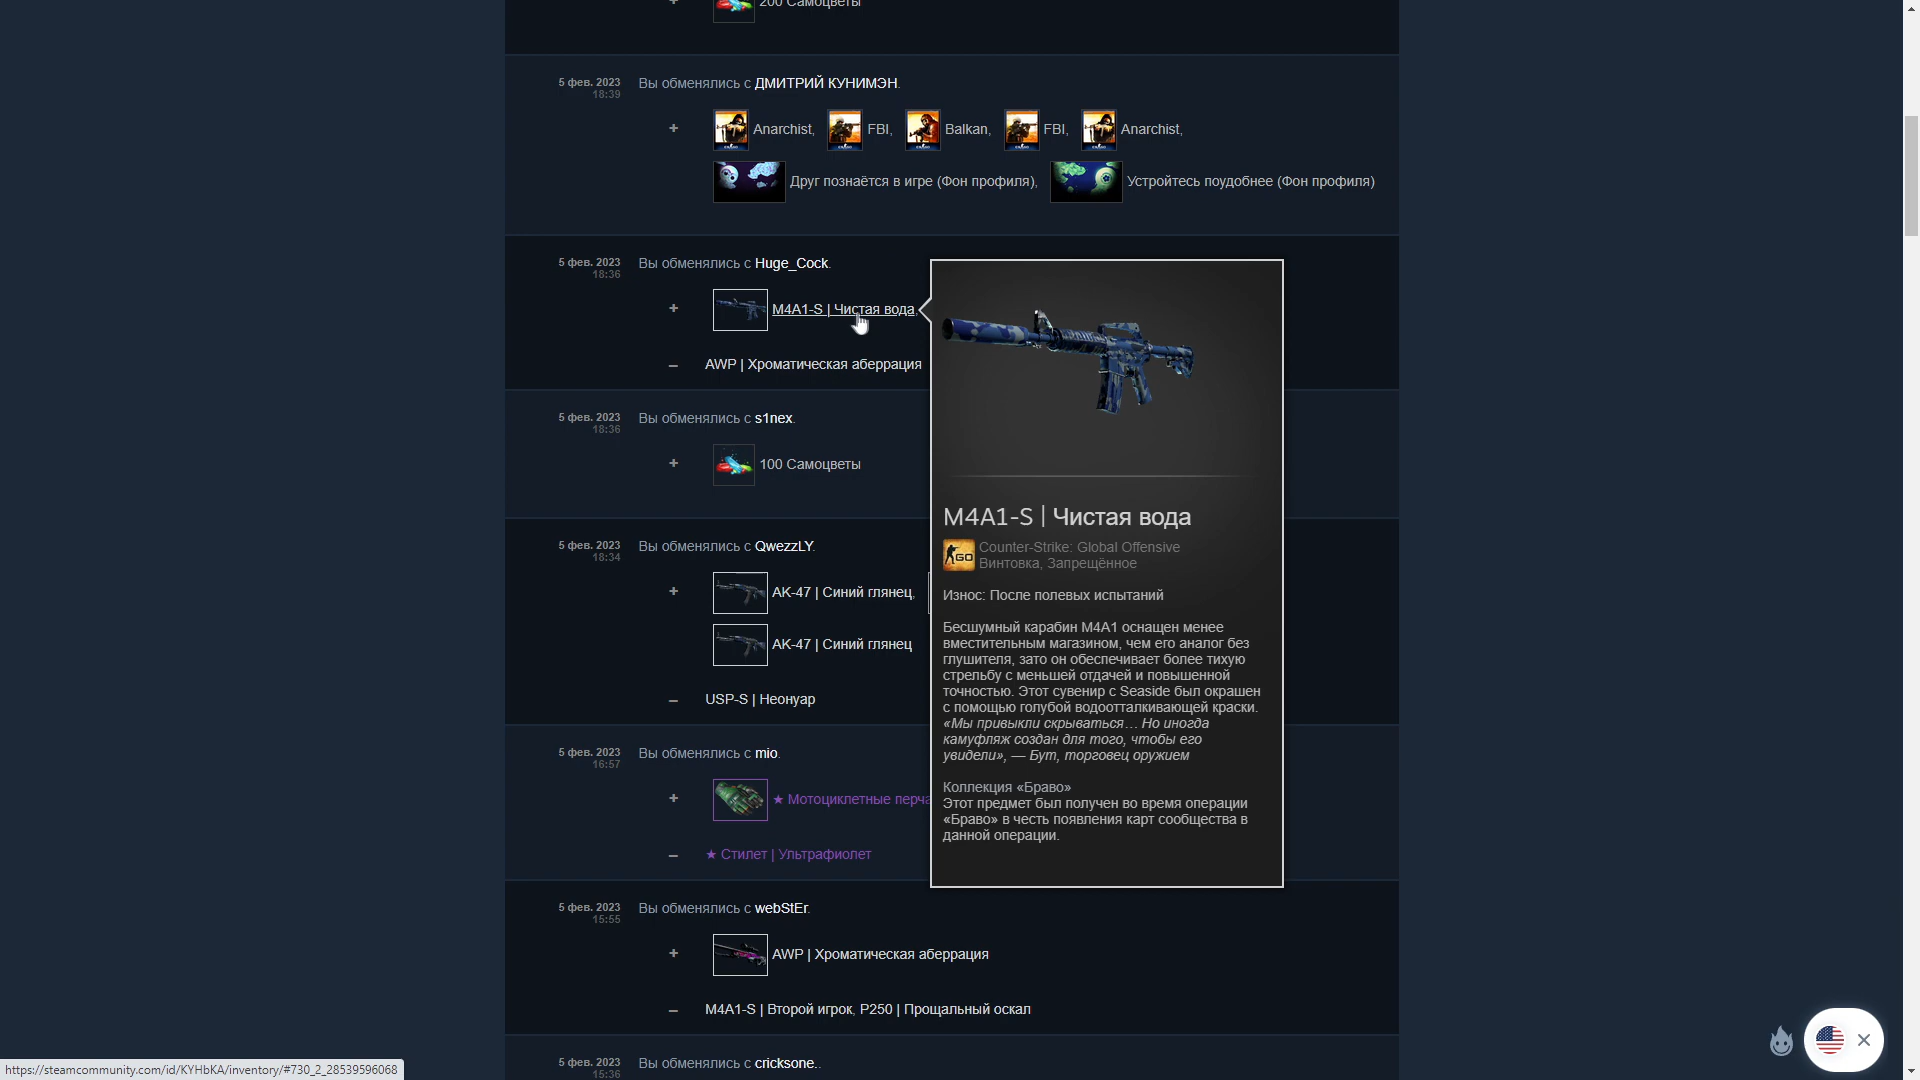 + 200 Самоцветы
5 фев. 2023 Вы обменялись с ДМИТРИЙ КУНИМЭН.
18:39
+ Anarchist, FBI, Balkan, FBI, Anarchist,
Друг познаётся в игре (Фон профиля), Устройтесь поудобнее (Фон профиля)
5 фев. 2023 Вы обменялись с Huge_Cock.
18:36
+ M4A1-S | Чистая вода,
– AWP | Хроматическая аберрация
5 фев. 2023 Вы обменялись с s1nex.
18:36
+ 100 Самоцветы
5 фев. 2023 Вы обменялись с QwezzLY.
18:34
+ AK-47 | Синий глянец,
AK-47 | Синий глянец
– USP-S | Неонуар
5 фев. 2023 Вы обменялись с mio.
16:57
+ ★ Мотоциклетные перча
– ★ Стилет | Ультрафиолет
5 фев. 2023 Вы обменялись с webStEr.
15:55
+ AWP | Хроматическая аберрация
– M4A1-S | Второй игрок, P250 | Прощальный оскал
5 фев. 2023 Вы обменялись с cricksone..
15:36
M4A1-S | Чистая вода
GO
Counter-Strike: Global Offensive
Винтовка, Запрещённое
Износ: После полевых испытаний
Бесшумный карабин M4A1 оснащен менее
вместительным магазином, чем его аналог без
глушителя, зато он обеспечивает более тихую
стрельбу с меньшей отдачей и повышенной
точностью. Этот сувенир с Seaside был окрашен
с помощью голубой водоотталкивающей краски.
«Мы привыкли скрываться… Но иногда
камуфляж создан для того, чтобы его
увидели», — Бут, торговец оружием
Коллекция «Браво»
Этот предмет был получен во время операции
«Браво» в честь появления карт сообщества в
данной операции.
https://steamcommunity.com/id/KYHbKA/inventory/#730_2_28539596068